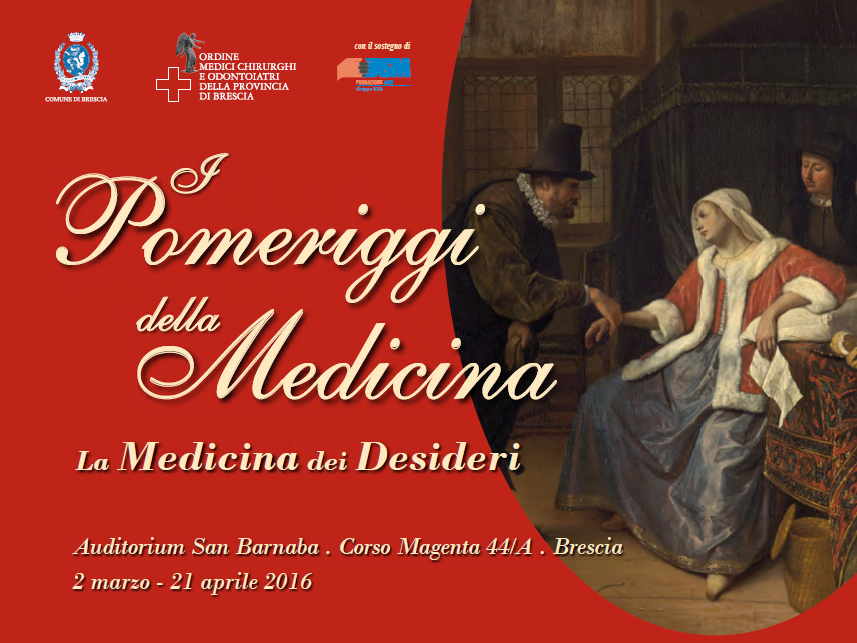 COMUNE DI BRESCIA
ORDINE
MEDICI CHIRURGHI
E ODONTOIATRI
DELLA PROVINCIA
DI BRESCIA
con il sostegno di
FONDAZIONE
I
Pomeriggi
della
Medicina
La Medicina dei Desideri
Auditorium San Barnaba . Corso Magenta 44/A . Brescia
2 marzo - 21 aprile 2016